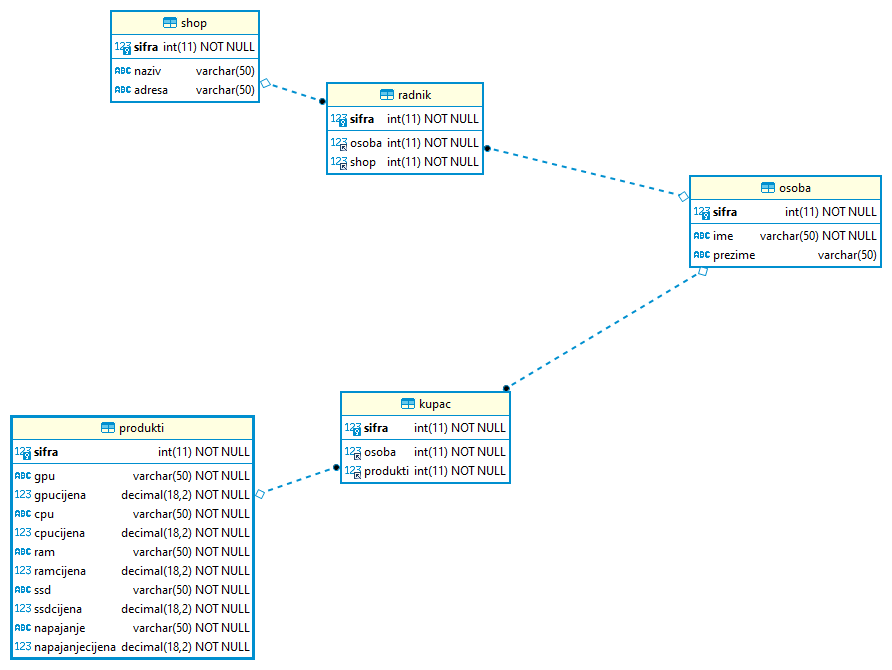 shop
123 sifra int(11) NOT NULL
ABC naziv varchar(50)
ABC adresa varchar(50)
radnik
123 sifra int(11) NOT NULL
123 osoba int(11) NOT NULL
123 shop int(11) NOT NULL
osoba
123 sifra int(11) NOT NULL
ABC ime varchar(50) NOT NULL
ABC prezime varchar(50)
kupac
123 sifra int(11) NOT NULL
123 osoba int(11) NOT NULL
123 produkti int(11) NOT NULL
produkti
123 sifra int(11) NOT NULL
ABC gpu varchar(50) NOT NULL
123 gpucijena decimal(18,2) NOT NULL
ABC cpu varchar(50) NOT NULL
123 cpucijena decimal(18,2) NOT NULL
ABC ram varchar(50) NOT NULL
123 ramcijena decimal(18,2) NOT NULL
ABC ssd varchar(50) NOT NULL
123 ssdcijena decimal(18,2) NOT NULL
ABC napajanje varchar(50) NOT NULL
123 napajanjecijena decimal(18,2) NOT NULL